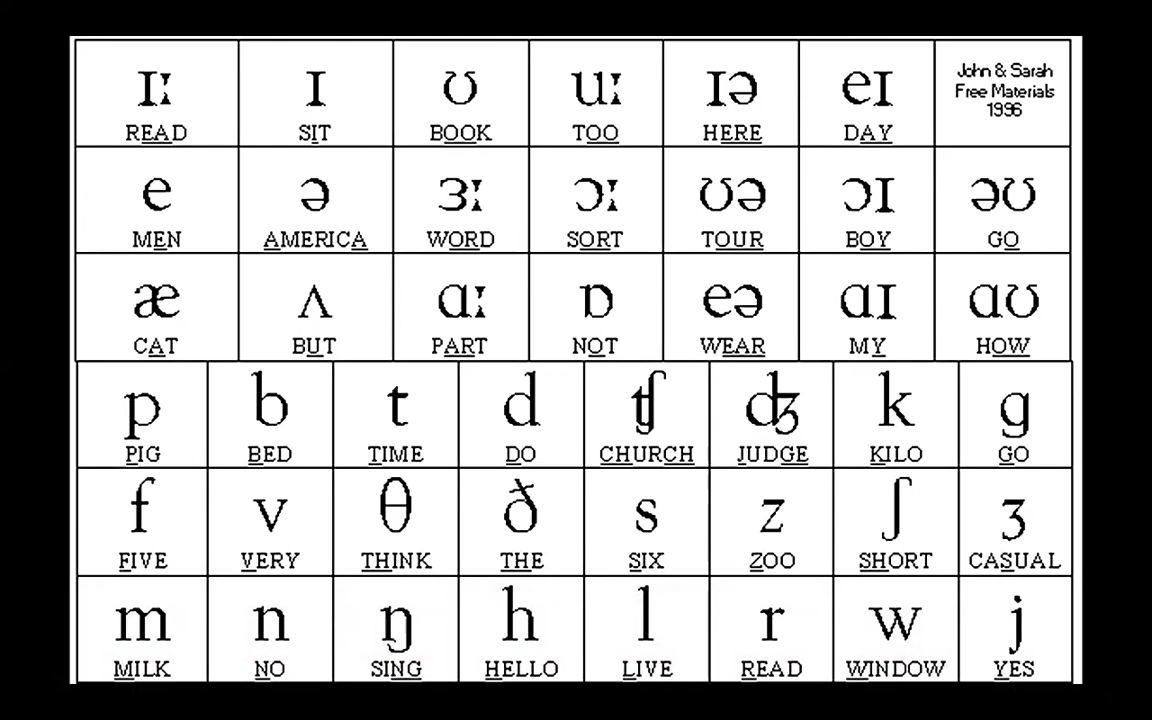 ɪː ɪ ʊ uː ɪə eɪ John & Sarah
Free Materials
1996
READ SIT BOOK TOO HERE DAY
e ə ɜː ɔː ʊə ɔɪ əʊ
MEN AMERICA WORD SORT TOUR BOY GO
æ ʌ ɑː ɒ eə ɑɪ ɑʊ
CAT BUT PART NOT WEAR MY HOW
p b t d ʧ ʤ k g
PIG BED TIME DO CHURCH JUDGE KILO GO
f v θ ð s z ʃ ʒ
FIVE VERY THINK THE SIX ZOO SHORT CASUAL
m n ŋ h l r w j
MILK NO SING HELLO LIVE READ WINDOW YES